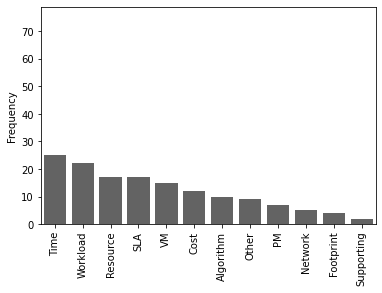 Frequency
70
60
50
40
30
20
10
0
Time
Workload
Resource
SLA
VM
Cost
Algorithm
Other
PM
Network
Footprint
Supporting